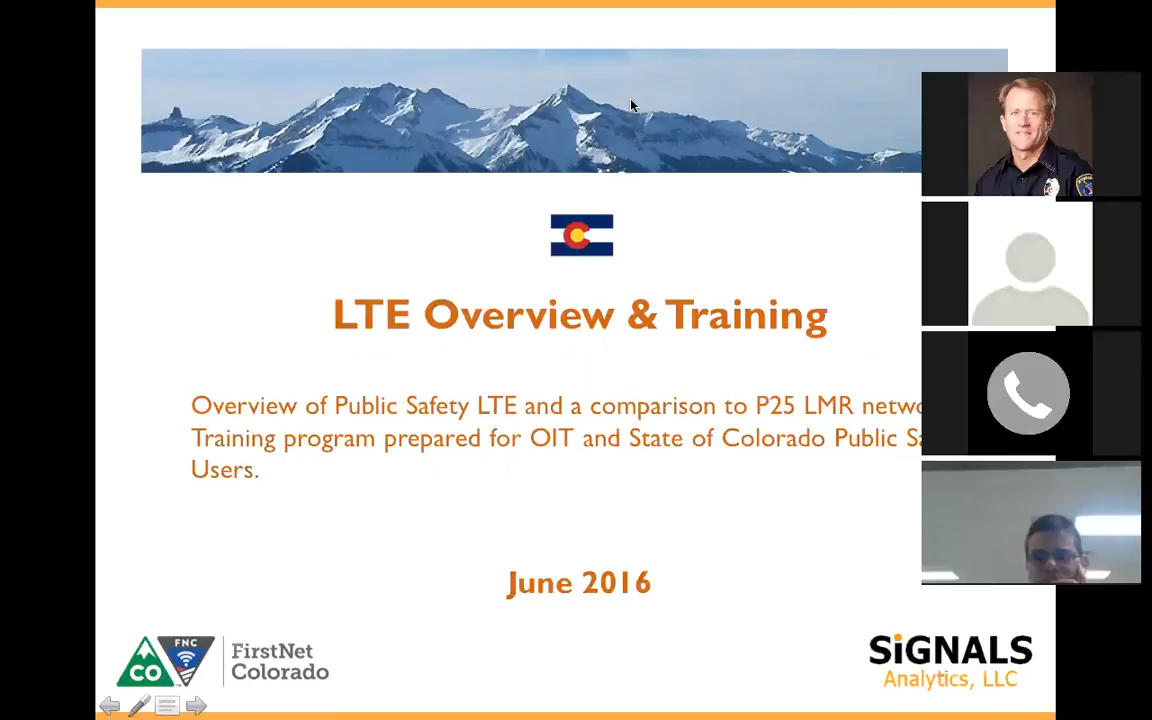 LTE Overview & Training
Overview of Public Safety LTE and a comparison to P25 LMR
Training program prepared for OIT and State of Colorado Public
Users.
June 2016
CO
FNC
FirstNet
Colorado
SiGNALS
Analytics, LLC